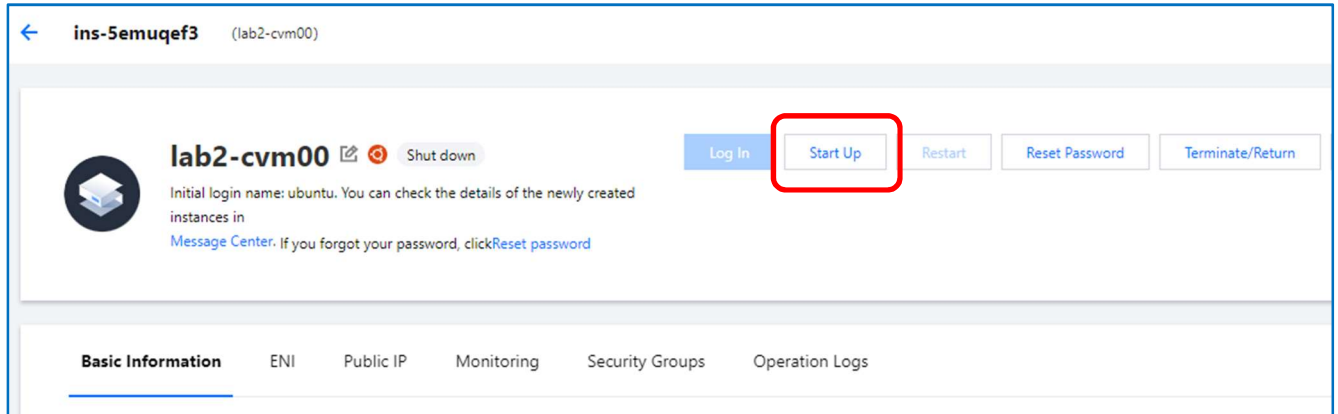 ins-5emuqef3 (lab2-cvm00)
lab2-cvm00 Shut down
Log In Start Up Restart Reset Password Terminate/Return
Initial login name: ubuntu. You can check the details of the newly created
instances in
Message Center. If you forgot your password, clickReset password
Basic Information ENI Public IP Monitoring Security Groups Operation Logs